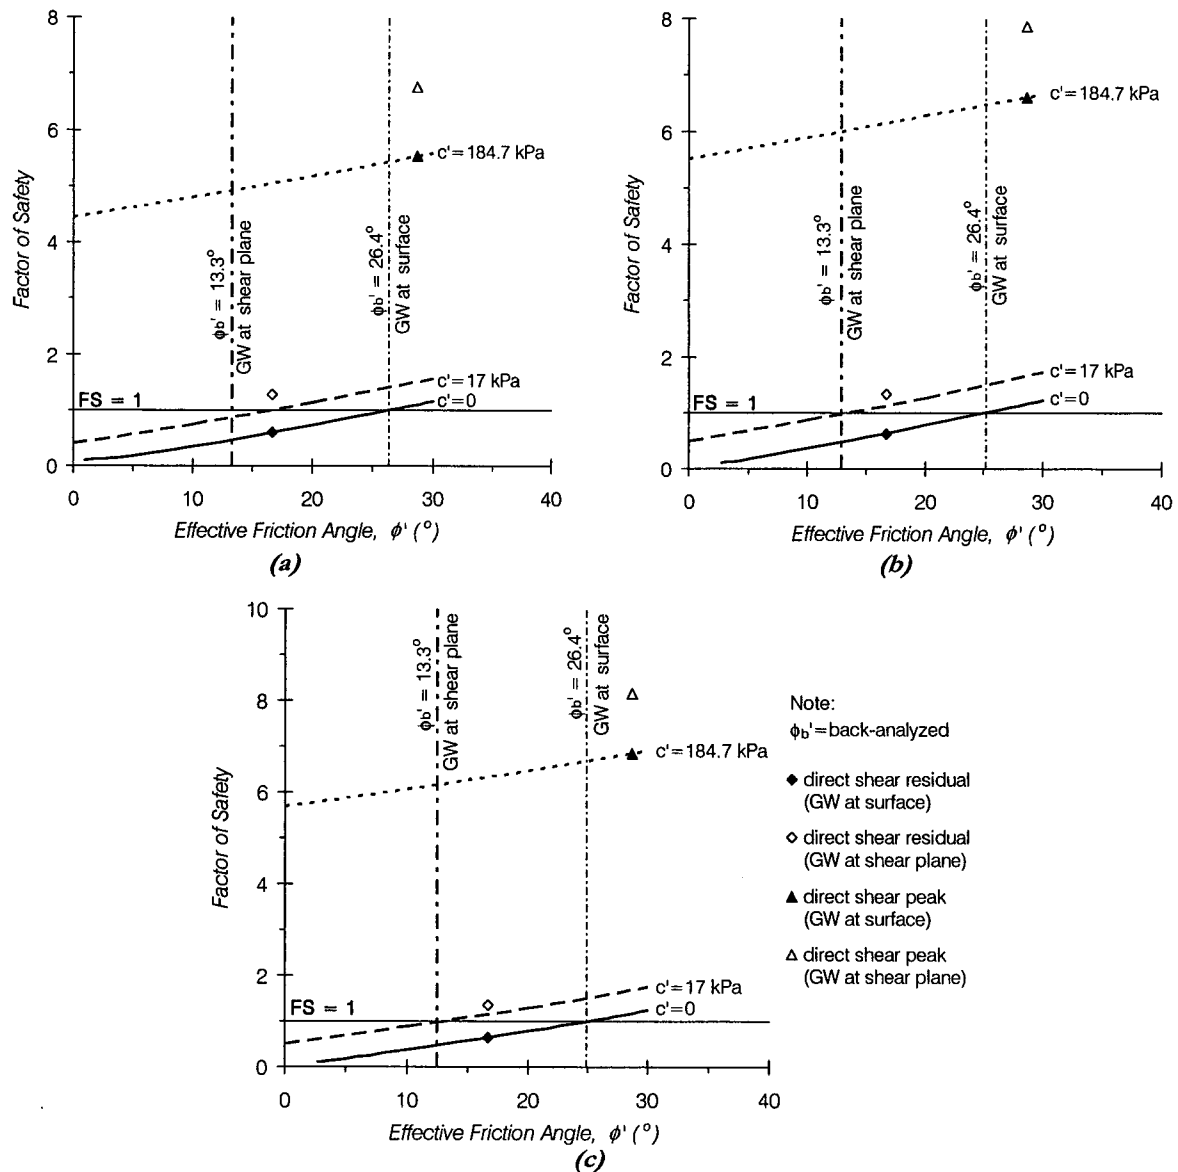 8
6
4
2
0
Factor of Safety
c'=184.7 kPa
ϕb' = 13.3°
GW at shear plane
ϕb' = 26.4°
GW at surface
FS = 1
c'=17 kPa
c'=0
0 10 20 30 40
Effective Friction Angle, ϕ' (°)
(a)
8
6
4
2
0
Factor of Safety
c'=184.7 kPa
ϕb' = 13.3°
GW at shear plane
ϕb' = 26.4°
GW at surface
FS = 1
c'=17 kPa
c'=0
0 10 20 30 40
Effective Friction Angle, ϕ' (°)
(b)
10
8
6
4
2
0
Factor of Safety
ϕb' = 13.3°
GW at shear plane
ϕb' = 26.4°
GW at surface
c'=184.7 kPa
FS = 1
c'=17 kPa
c'=0
0 10 20 30 40
Effective Friction Angle, ϕ' (°)
(c)
Note:
ϕb'=back-analyzed
direct shear residual
(GW at surface)
direct shear residual
(GW at shear plane)
direct shear peak
(GW at surface)
direct shear peak
(GW at shear plane)